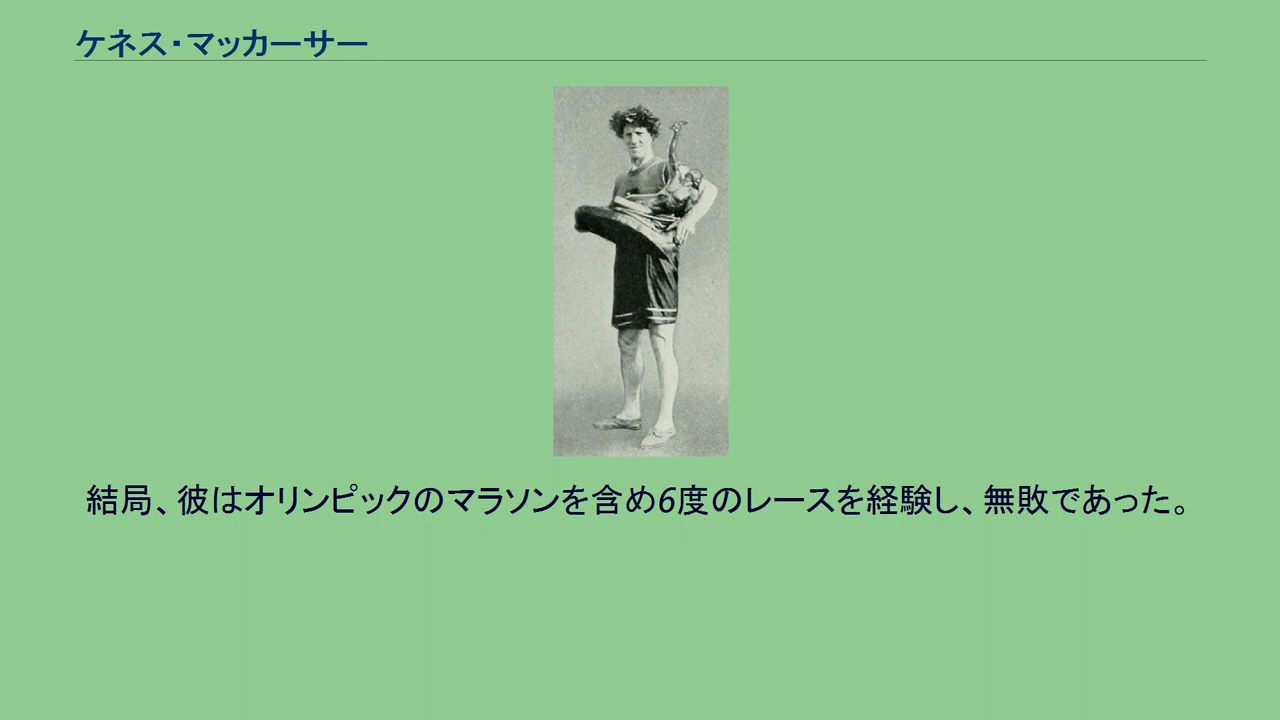 ケネス・マッカーサー
結局、彼はオリンピックのマラソンを含め6度のレースを経験し、無敗であった。